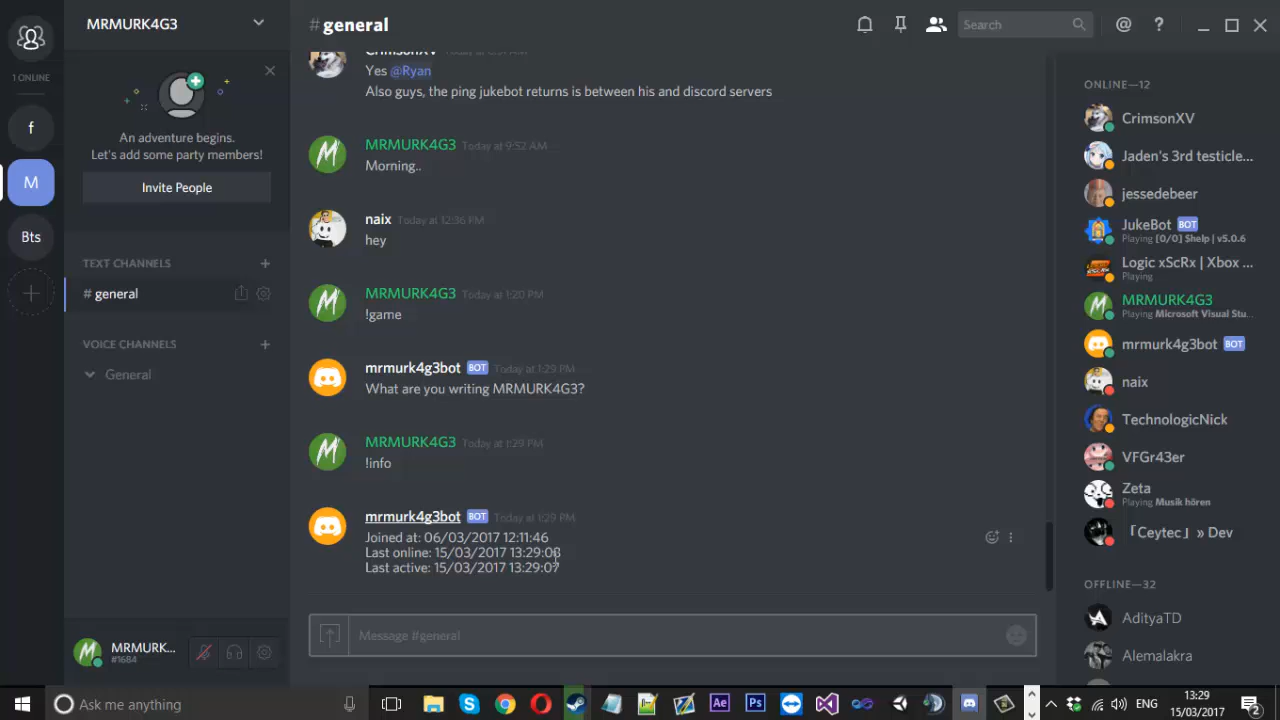 MRMURK4G3
#general
Search
1 ONLINE
f
M
Bts
An adventure begins.
Let's add some party members!
Invite People
TEXT CHANNELS
# general
VOICE CHANNELS
General
MRMURK...
#1684
Yes @Ryan
Also guys, the ping jukebot returns is between his and discord servers
MRMURK4G3 Today at 9:52 AM
Morning..
naix Today at 12:36 PM
hey
MRMURK4G3 Today at 1:20 PM
!game
mrmurk4g3bot BOT Today at 1:29 PM
What are you writing MRMURK4G3?
MRMURK4G3 Today at 1:29 PM
!info
mrmurk4g3bot BOT Today at 1:29 PM
Joined at: 06/03/2017 12:11:46
Last online: 15/03/2017 13:29:08
Last active: 15/03/2017 13:29:07
Message #general
ONLINE—12
CrimsonXV
Jaden's 3rd testicle...
jessedebeer
JukeBot BOT
Playing [0/0] $help | v5.0.6
Logic xScRx | Xbox ...
Playing
MRMURK4G3
Playing Microsoft Visual Stu...
mrmurk4g3bot BOT
naix
TechnologicNick
VFGr43er
Zeta
Playing Musik hören
「Ceytec」 » Dev
OFFLINE—32
AdityaTD
Alemalakra
Ask me anything
Ae
Ps
ENG
13:29
15/03/2017
2